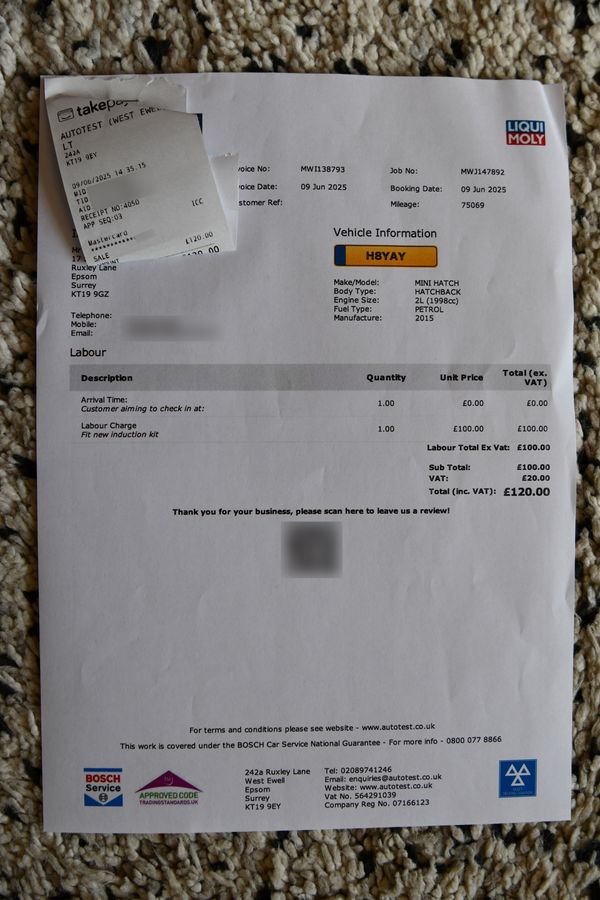 takepay
AUTOTEST (WEST EWEL
LT
242A
KT19 9EY
09/06/2025 14:35:15
MID
TID
AID
RECEIPT NO:4050
APP SEQ:03
ICC
Mastercard
************
SALE £120.00
LIQUI
MOLY
voice No: MWI138793 Job No: MWJ147892
voice Date: 09 Jun 2025 Booking Date: 09 Jun 2025
stomer Ref: Mileage: 75069
Vehicle Information
H8YAY
17
Ruxley Lane
Epsom
Surrey
KT19 9GZ
Make/Model: MINI HATCH
Body Type: HATCHBACK
Engine Size: 2L (1998cc)
Fuel Type: PETROL
Manufacture: 2015
Telephone:
Mobile:
Email:
Labour
Description Quantity Unit Price Total (ex. VAT)
Arrival Time: 1.00 £0.00 £0.00
Customer aiming to check in at:
Labour Charge 1.00 £100.00 £100.00
Fit new induction kit
Labour Total Ex Vat: £100.00
Sub Total: £100.00
VAT: £20.00
Total (inc. VAT): £120.00
Thank you for your business, please scan here to leave us a review!
For terms and conditions please see website - www.autotest.co.uk
This work is covered under the BOSCH Car Service National Guarantee - For more info - 0800 077 8866
BOSCH
Service
APPROVED CODE
TRADINGSTANDARDS.UK
242a Ruxley Lane
West Ewell
Epsom
Surrey
KT19 9EY
Tel: 02089741246
Email: enquiries@autotest.co.uk
Website: www.autotest.co.uk
Vat No. 564291039
Company Reg No. 07166123